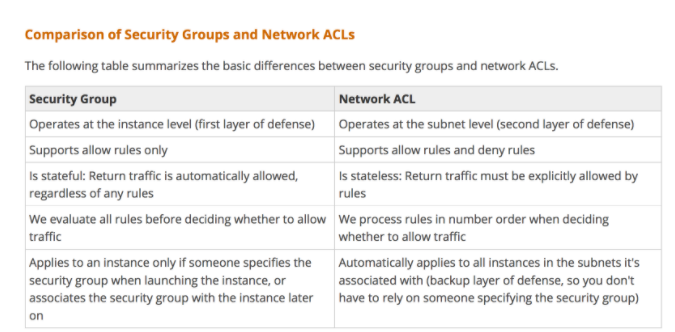 Comparison of Security Groups and Network ACLs
The following table summarizes the basic differences between security groups and network ACLs.
Security Group
Network ACL
Operates at the instance level (first layer of defense)
Operates at the subnet level (second layer of defense)
Supports allow rules only
Supports allow rules and deny rules
Is stateful: Return traffic is automatically allowed,
regardless of any rules
Is stateless: Return traffic must be explicitly allowed by
rules
We evaluate all rules before deciding whether to allow
traffic
We process rules in number order when deciding
whether to allow traffic
Applies to an instance only if someone specifies the
security group when launching the instance, or
associates the security group with the instance later
on
Automatically applies to all instances in the subnets it's
associated with (backup layer of defense, so you don't
have to rely on someone specifying the security group)